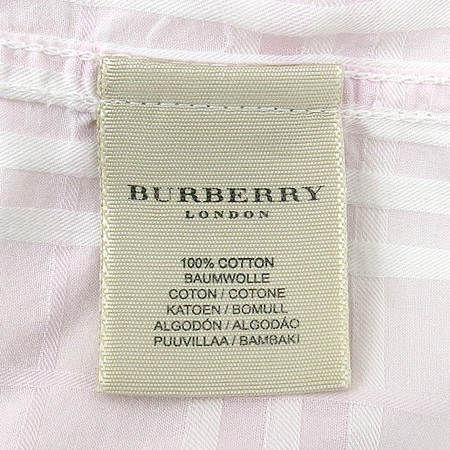 BURBERRY
LONDON
100% COTTON
BAUMWOLLE
COTON / COTONE
KATOEN / BOMULL
ALGODÓN / ALGODÃO
PUUVILLAA / BAMBAKI